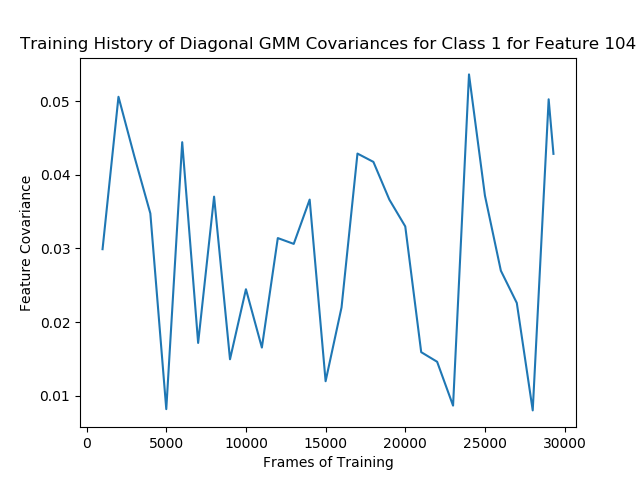 Training History of Diagonal GMM Covariances for Class 1 for Feature 104
0.05
0.04
0.03
0.02
0.01
Feature Covariance
0 5000 10000 15000 20000 25000 30000
Frames of Training